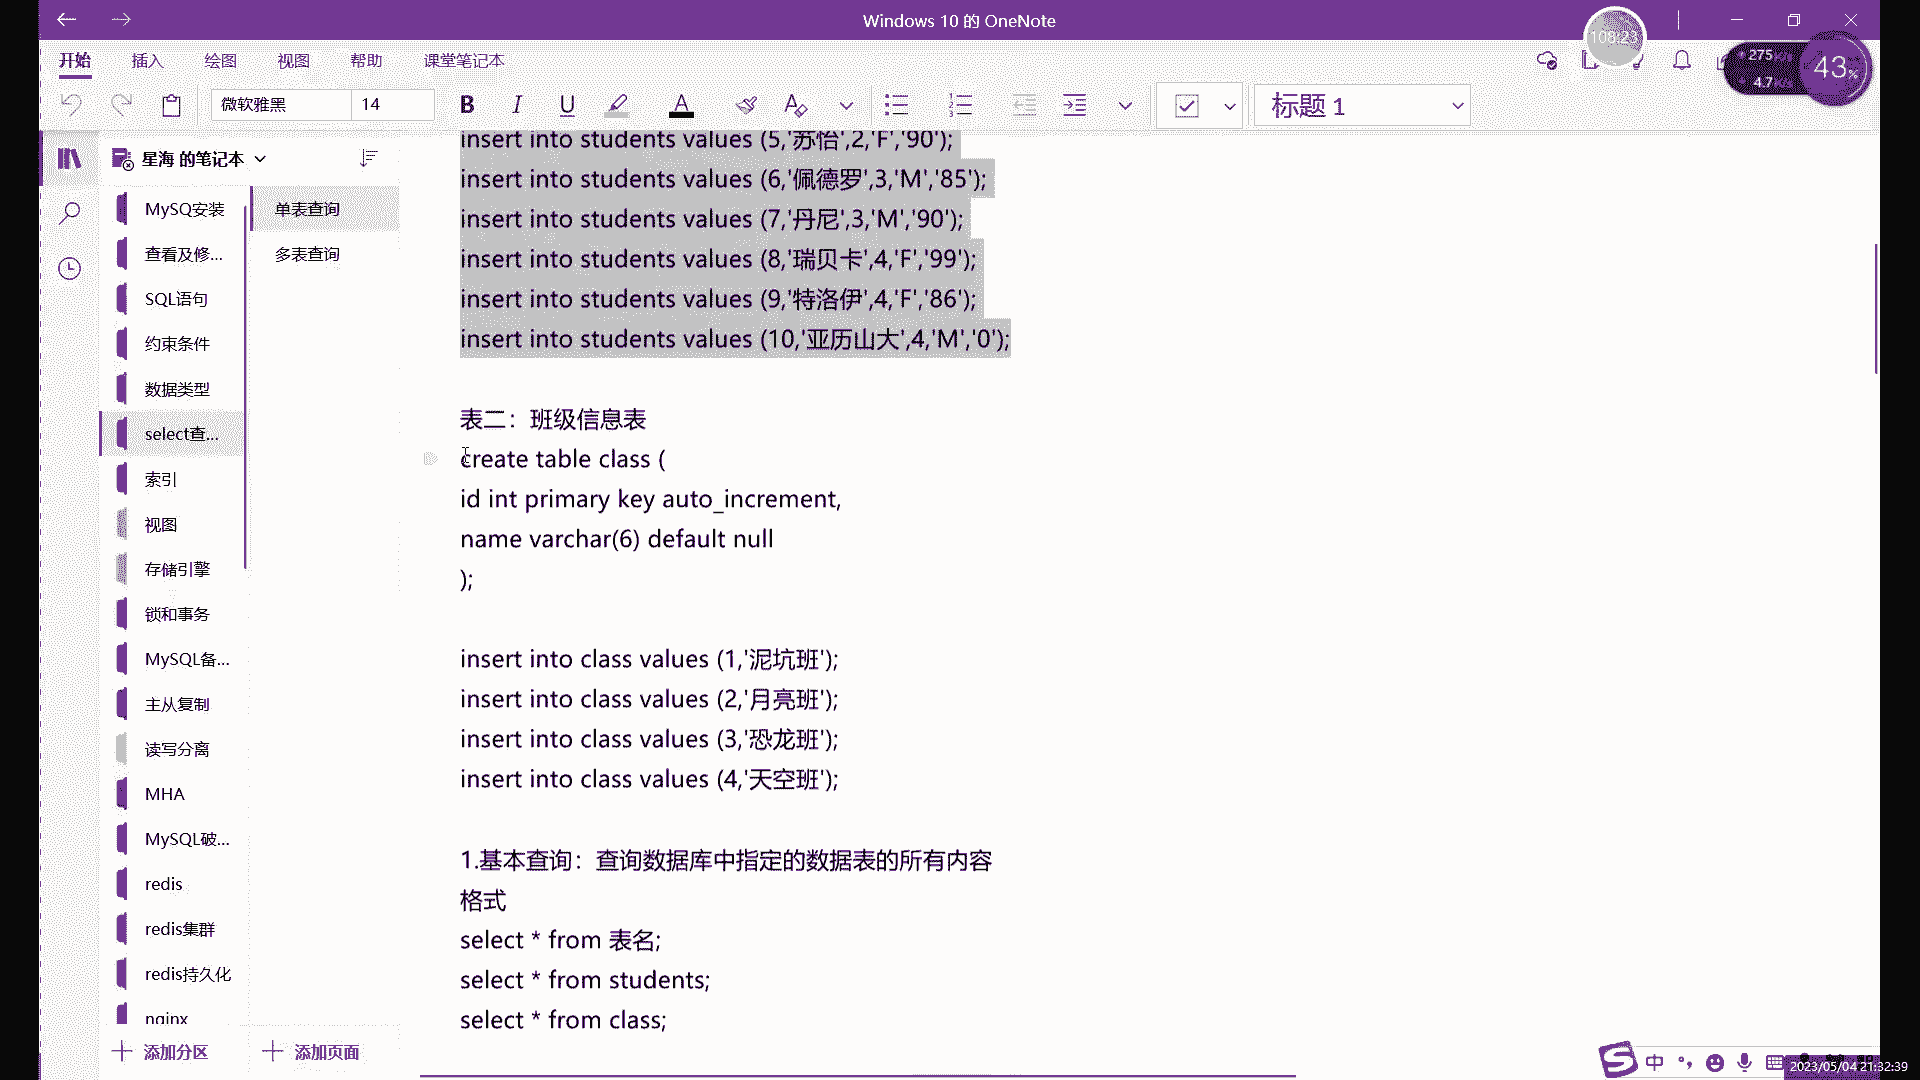 Windows 10 的 OneNote
108:23
开始 插入 绘图 视图 帮助 课堂笔记本
275
4.7
43%
微软雅黑 14 B I U A 标题 1
星海 的笔记本
MySQ安装
查看及修...
SQL语句
约束条件
数据类型
select查...
索引
视图
存储引擎
锁和事务
MySQL备...
主从复制
读写分离
MHA
MySQL破...
redis
redis集群
redis持久化
nginx
添加分区
单表查询
多表查询
添加页面
insert into students values (5,'苏怡',2,'F','90');
insert into students values (6,'佩德罗',3,'M','85');
insert into students values (7,'丹尼',3,'M','90');
insert into students values (8,'瑞贝卡',4,'F','99');
insert into students values (9,'特洛伊',4,'F','86');
insert into students values (10,'亚历山大',4,'M','0');
表二：班级信息表
create table class (
id int primary key auto_increment,
name varchar(6) default null
);
insert into class values (1,'泥坑班');
insert into class values (2,'月亮班');
insert into class values (3,'恐龙班');
insert into class values (4,'天空班');
1.基本查询：查询数据库中指定的数据表的所有内容
格式
select * from 表名;
select * from students;
select * from class;
中
2023/05/04 21:32:39